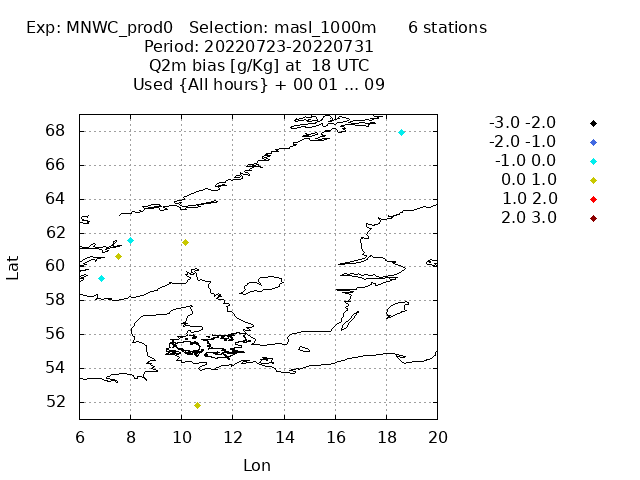 Exp: MNWC_prod0   Selection: masl_1000m      6 stations
Period: 20220723-20220731
Q2m bias [g/Kg] at  18 UTC
Used {All hours} + 00 01 ... 09
-3.0 -2.0
-2.0 -1.0
-1.0 0.0
0.0 1.0
1.0 2.0
2.0 3.0
68
66
64
62
60
58
56
54
52
Lat
6 8 10 12 14 16 18 20
Lon